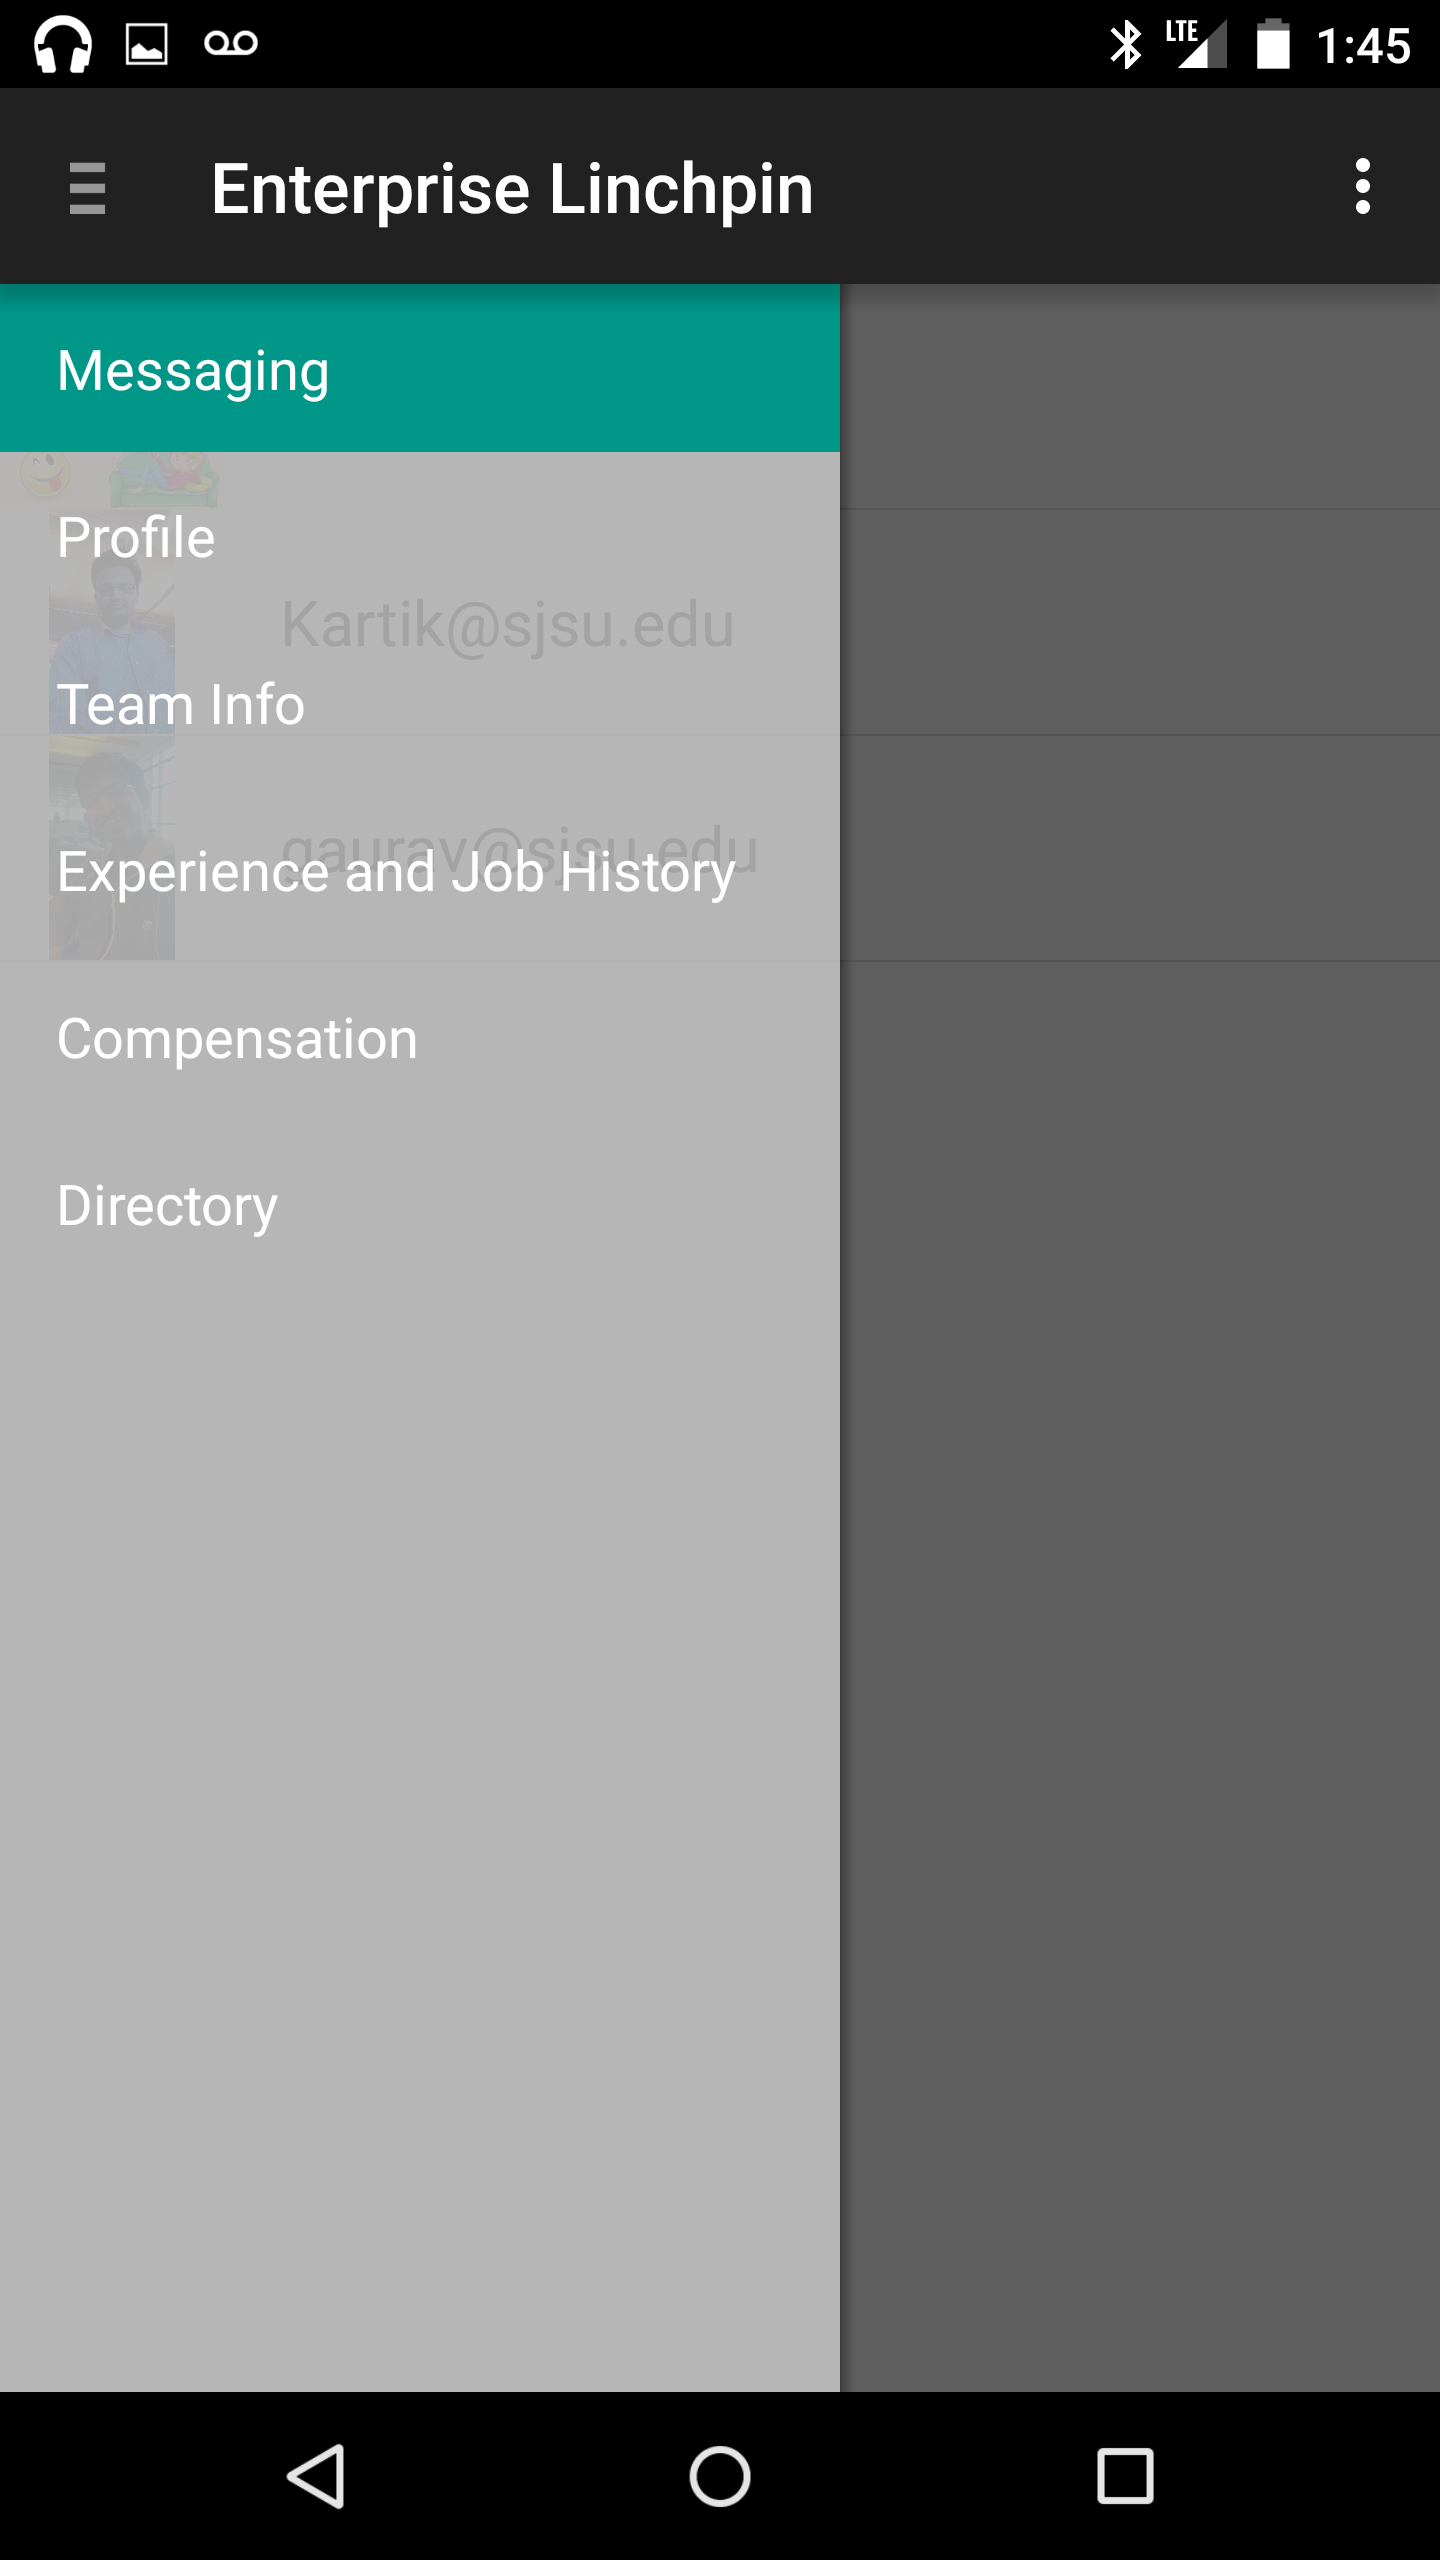 LTE 1:45
Enterprise Linchpin
Messaging
Profile
Kartik@sjsu.edu
Team Info
gaurav@sjsu.edu
Experience and Job History
Compensation
Directory